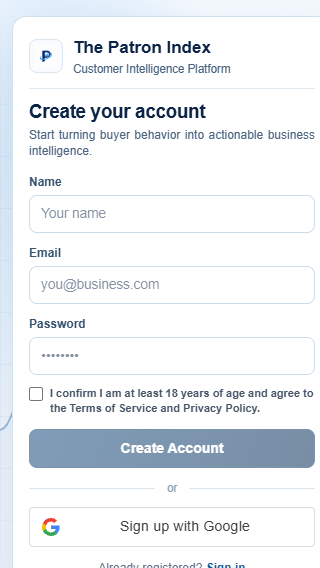 P
The Patron Index
Customer Intelligence Platform
Create your account
Start turning buyer behavior into actionable business
intelligence.
Name
Your name
Email
you@business.com
Password
••••••••
I confirm I am at least 18 years of age and agree to
the Terms of Service and Privacy Policy.
Create Account
or
G
Sign up with Google
Already registered? Sign in